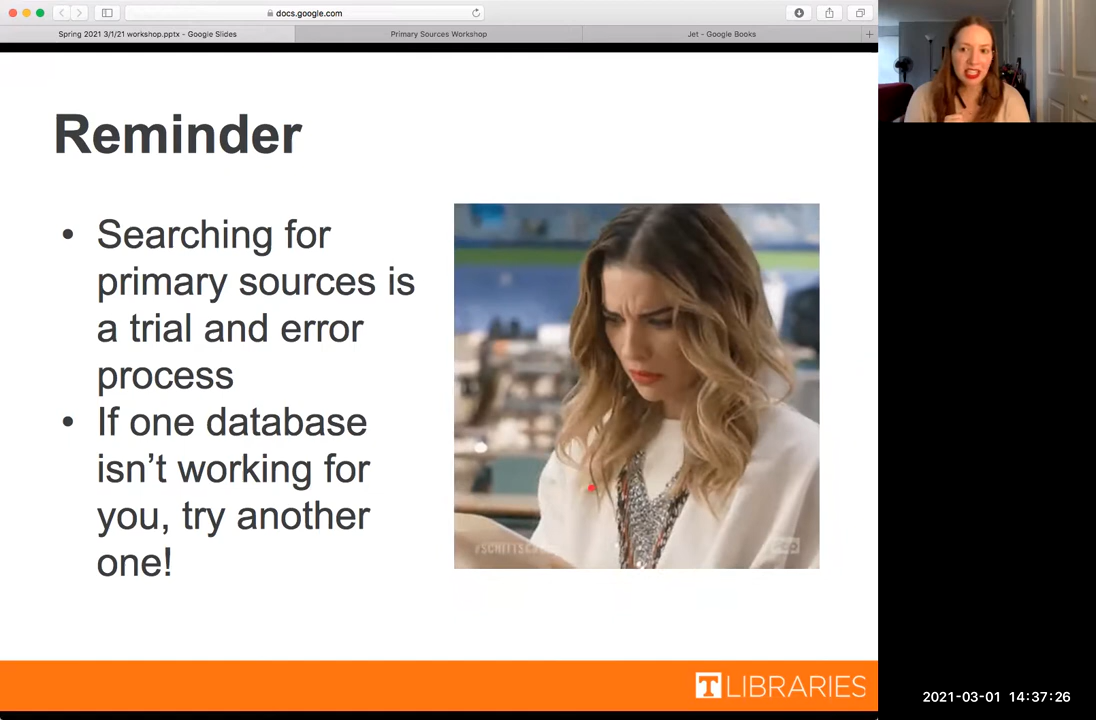 docs.google.com
Spring 2021 3/1/21 workshop.pptx - Google Slides
Primary Sources Workshop
Jet - Google Books
Reminder
• Searching for
primary sources is
a trial and error
process
• If one database
isn't working for
you, try another
one!
T LIBRARIES
2021-03-01 14:37:26